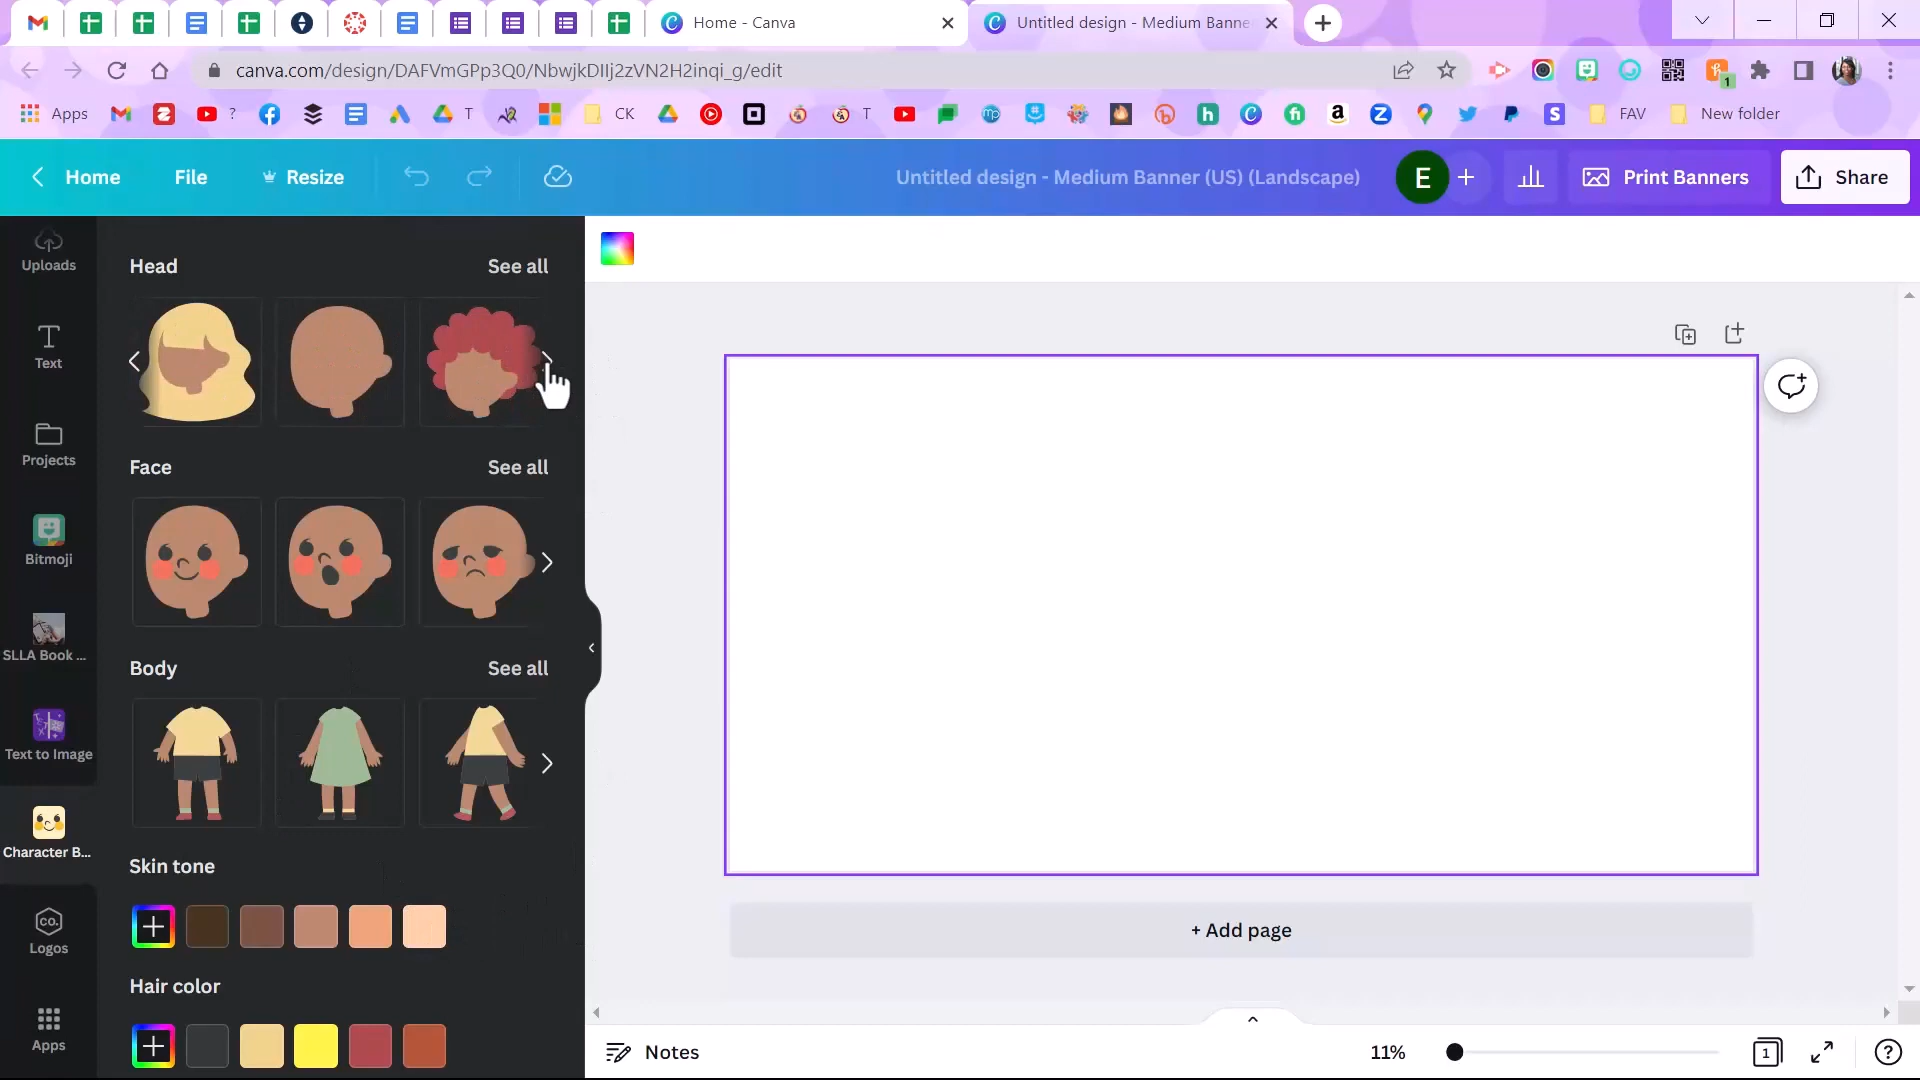 Home - Canva
Untitled design - Medium Banne
canva.com/design/DAFVmGPp3Q0/NbwjkDIIj2zVN2H2inqi_g/edit
1
Apps
?
T
CK
T
FAV
New folder
Home
File
Resize
Untitled design - Medium Banner (US) (Landscape)
E
Print Banners
Share
Uploads
Text
Projects
Bitmoji
SLLA Book ...
Text to Image
Character B...
CO.
Logos
Apps
Head
See all
Face
See all
Body
See all
Skin tone
Hair color
+ Add page
Notes
11%
1
?